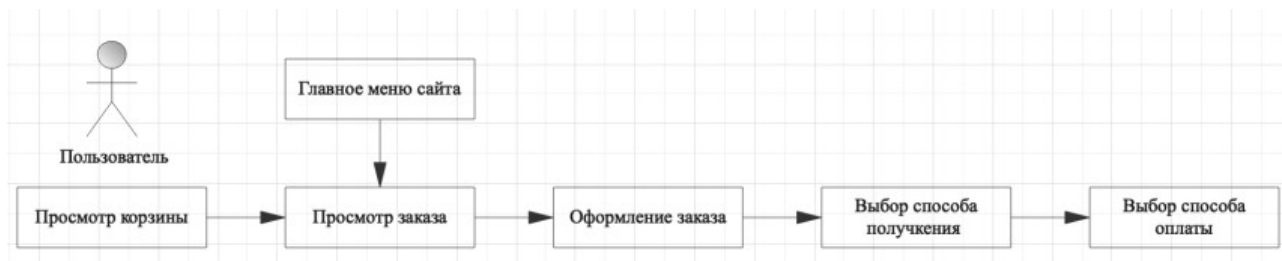 Главное меню сайта
Пользователь
Просмотр корзины
Просмотр заказа
Оформление заказа
Выбор способа
получкения
Выбор способа
оплаты